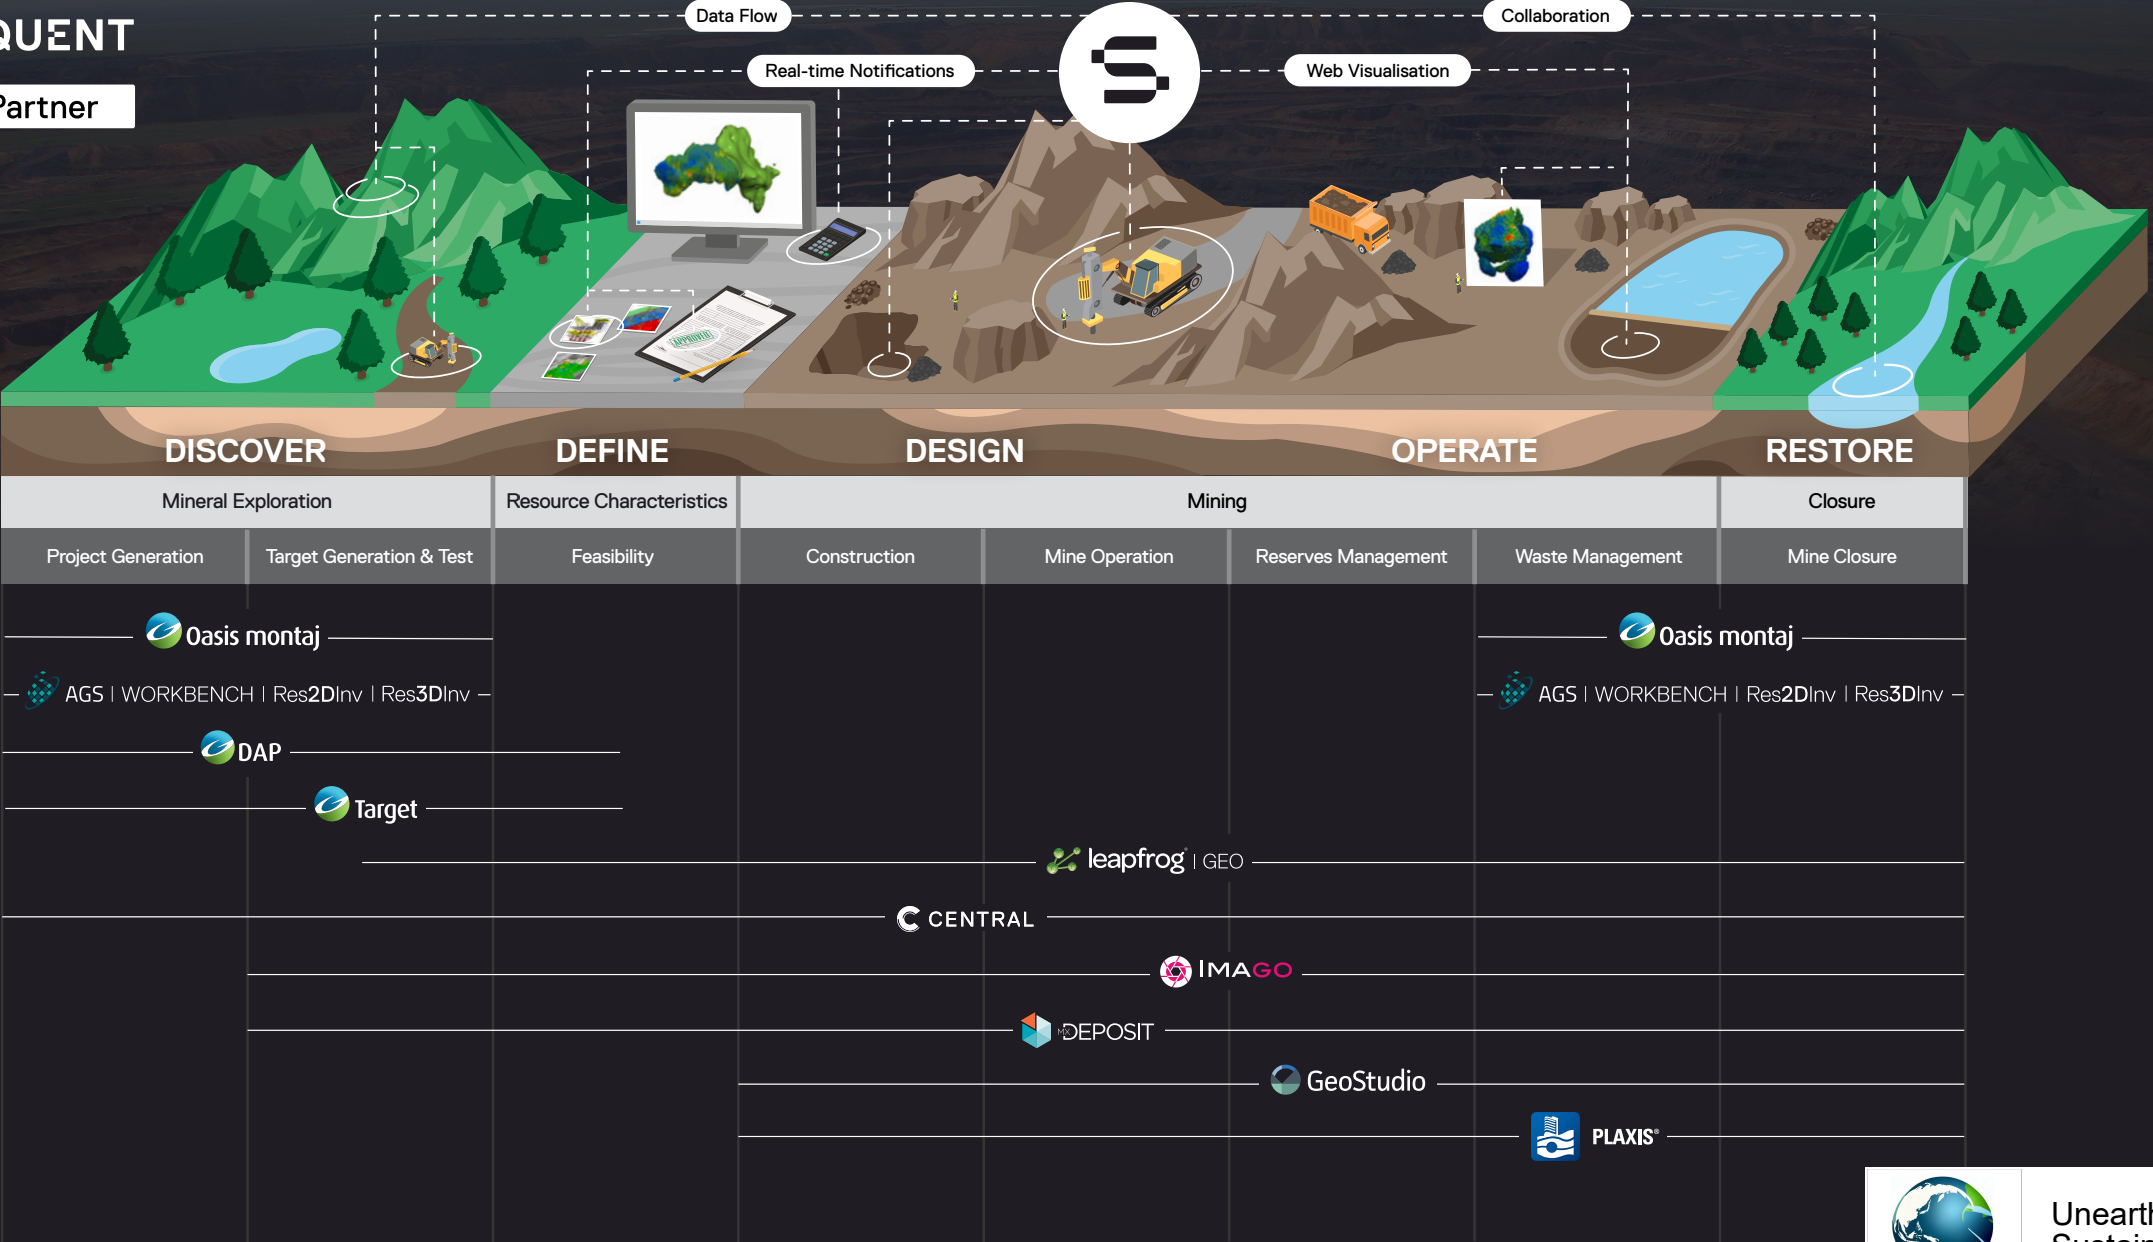 QUENT
Partner
Data Flow
Collaboration
Real-time Notifications
Web Visualisation
APPROVED
DISCOVER
DEFINE
DESIGN
OPERATE
RESTORE
Mineral Exploration
Resource Characteristics
Mining
Closure
Project Generation
Target Generation & Test
Feasibility
Construction
Mine Operation
Reserves Management
Waste Management
Mine Closure
Oasis montaj
Oasis montaj
AGS | WORKBENCH | Res2DInv | Res3DInv
AGS | WORKBENCH | Res2DInv | Res3DInv
DAP
Target
leapfrog | GEO
CENTRAL
IMAGO
MX DEPOSIT
GeoStudio
PLAXIS®
Unearth